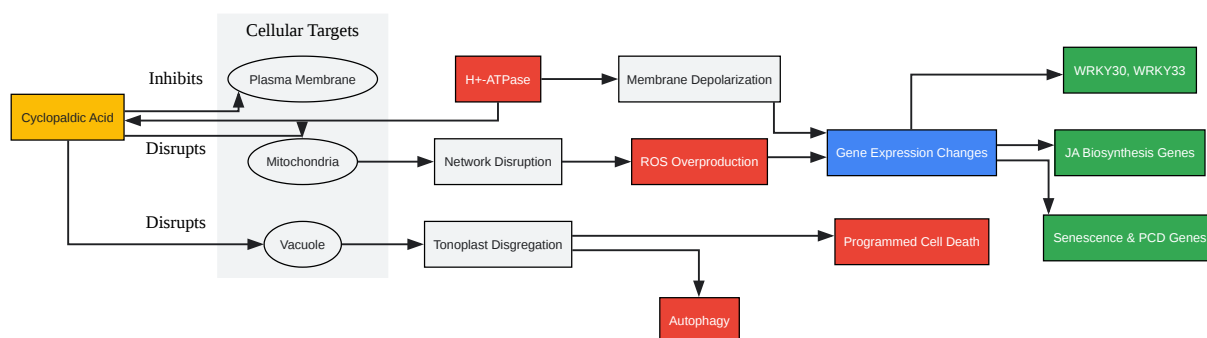 Cellular Targets
Inhibits
Plasma Membrane
H+-ATPase
Membrane Depolarization
WRKY30, WRKY33
Cyclopaldic Acid
Disrupts
Mitochondria
Network Disruption
ROS Overproduction
Gene Expression Changes
JA Biosynthesis Genes
Disrupts
Vacuole
Tonoplast Disgregation
Programmed Cell Death
Senescence & PCD Genes
Autophagy